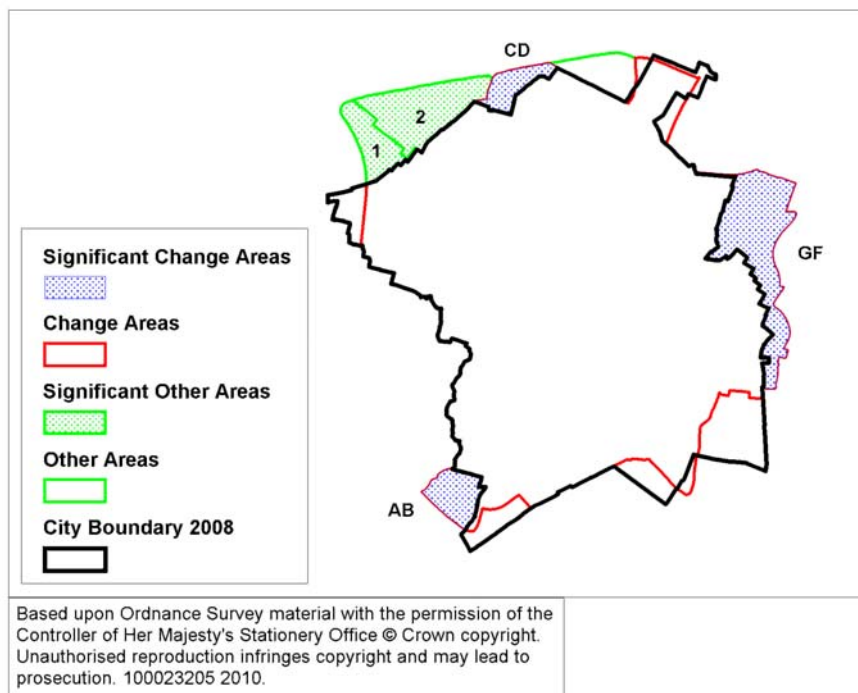 CD
2
1
GF
AB
Significant Change Areas
Change Areas
Significant Other Areas
Other Areas
City Boundary 2008
Based upon Ordnance Survey material with the permission of the
Controller of Her Majesty's Stationery Office © Crown copyright.
Unauthorised reproduction infringes copyright and may lead to
prosecution. 100023205 2010.